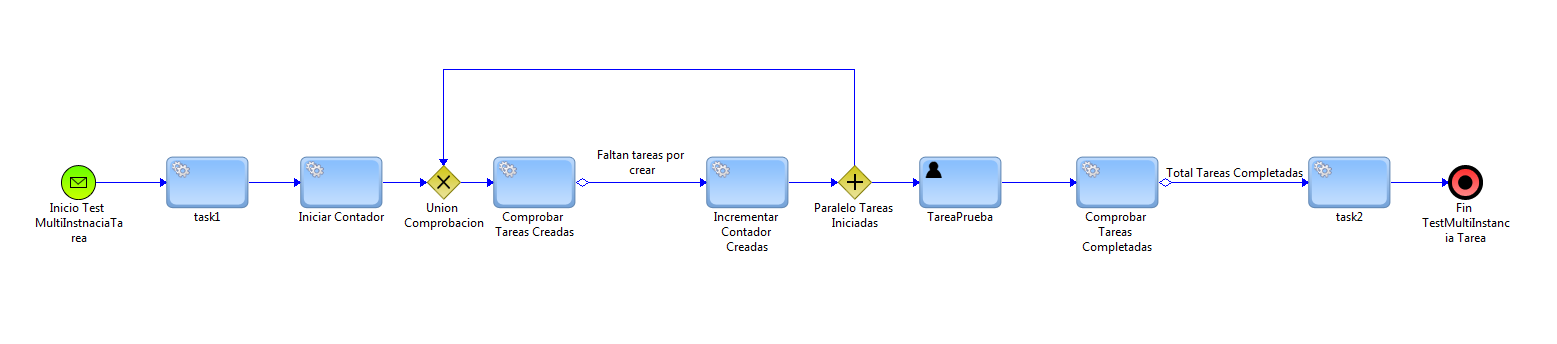 Faltan tareas por
crear
Total Tareas Completadas
Inicio Test
MultiInstnaciaTa
rea
task1
Iniciar Contador
Union
Comprobacion
Comprobar
Tareas Creadas
Incrementar
Contador
Creadas
Paralelo Tareas
Iniciadas
TareaPrueba
Comprobar
Tareas
Completadas
task2
Fin
TestMultiInstanc
ia Tarea